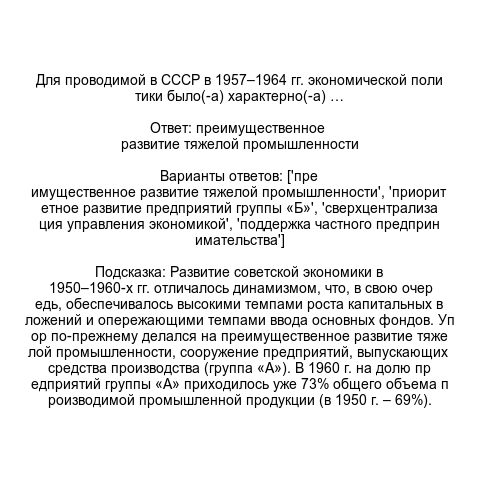 Для проводимой в СССР в 1957–1964 гг. экономической поли
тики было(-а) характерно(-а) …
Ответ: преимущественное
развитие тяжелой промышленности
Варианты ответов: ['пре
имущественное развитие тяжелой промышленности', 'приорит
етное развитие предприятий группы «Б»', 'сверхцентрализа
ция управления экономикой', 'поддержка частного предприн
имательства']
Подсказка: Развитие советской экономики в
1950–1960-х гг. отличалось динамизмом, что, в свою очер
едь, обеспечивалось высокими темпами роста капитальных в
ложений и опережающими темпами ввода основных фондов. Уп
ор по-прежнему делался на преимущественное развитие тяже
лой промышленности, сооружение предприятий, выпускающих
средства производства (группа «А»). В 1960 г. на долю пр
едприятий группы «А» приходилось уже 73% общего объема п
роизводимой промышленной продукции (в 1950 г. – 69%).